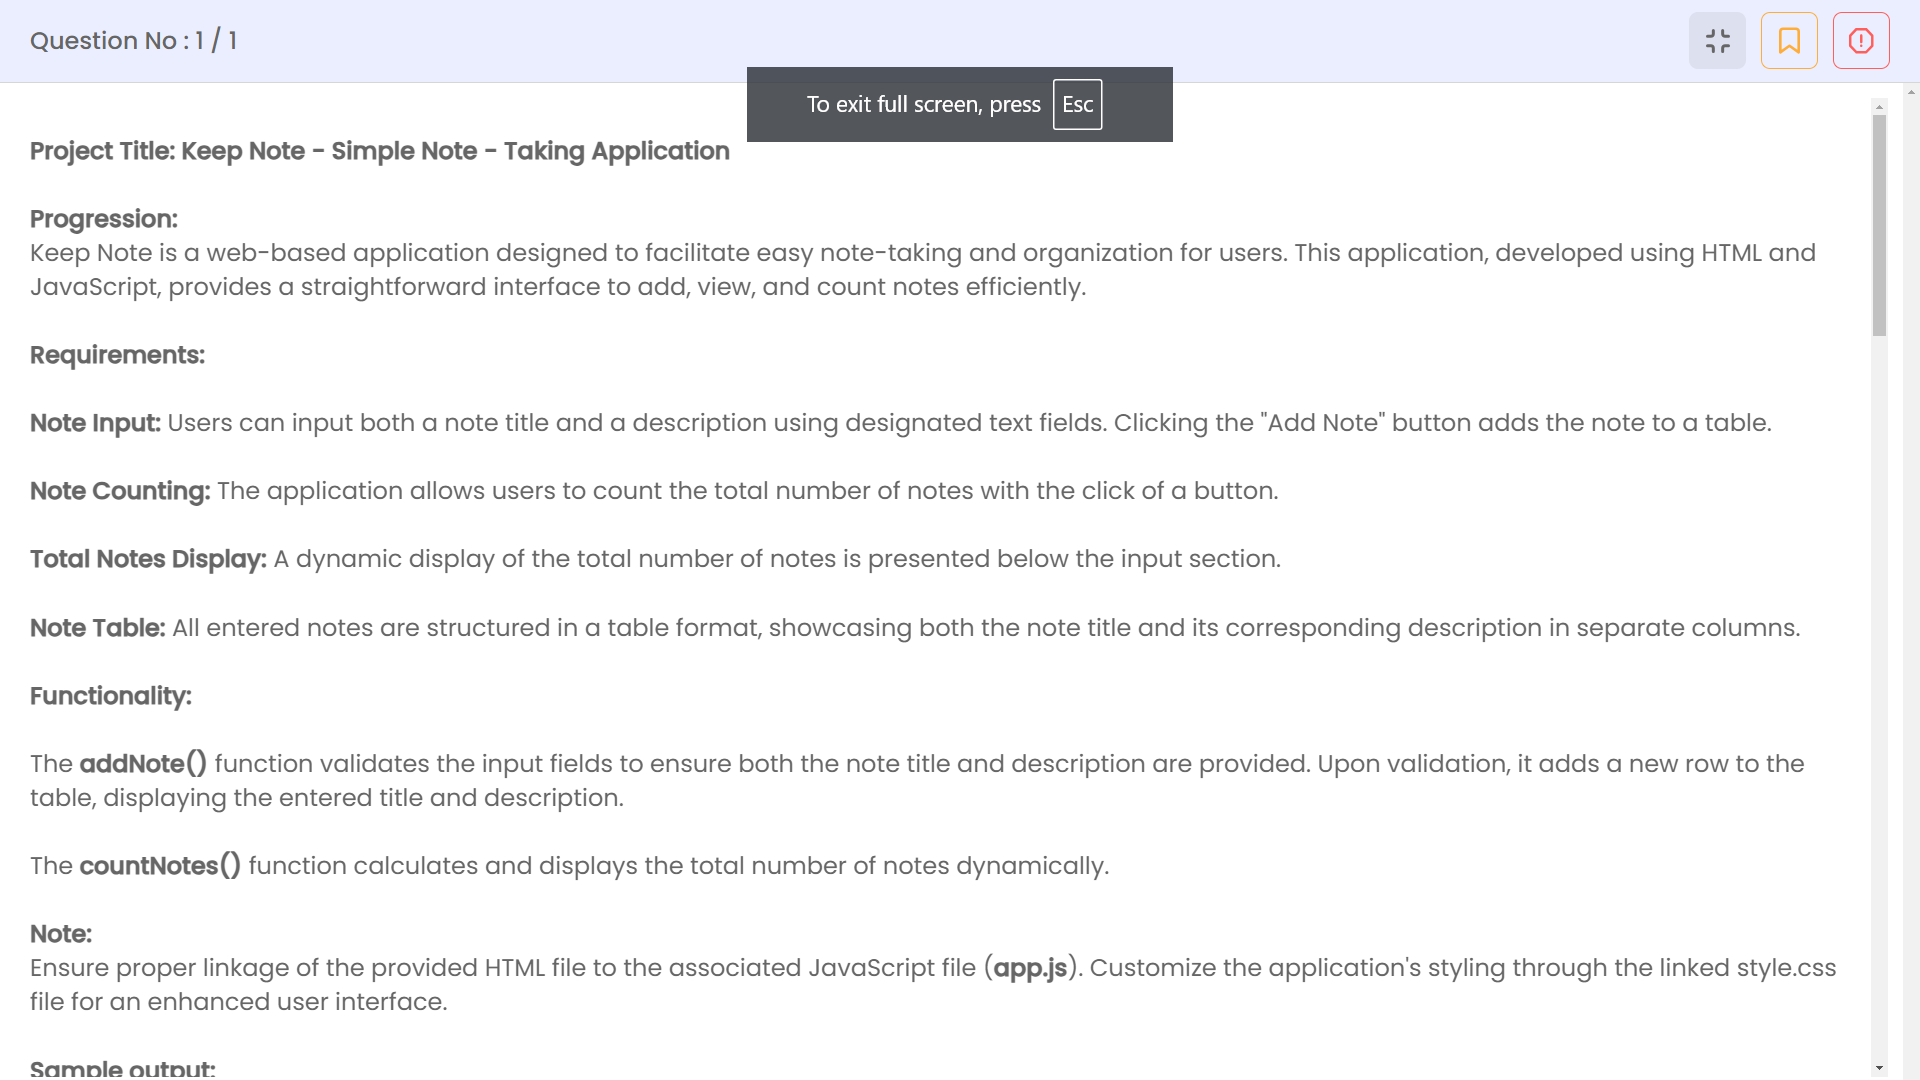 Question No : 1 / 1
To exit full screen, press Esc
Project Title: Keep Note - Simple Note - Taking Application
Progression:
Keep Note is a web-based application designed to facilitate easy note-taking and organization for users. This application, developed using HTML and
JavaScript, provides a straightforward interface to add, view, and count notes efficiently.
Requirements:
Note Input: Users can input both a note title and a description using designated text fields. Clicking the "Add Note" button adds the note to a table.
Note Counting: The application allows users to count the total number of notes with the click of a button.
Total Notes Display: A dynamic display of the total number of notes is presented below the input section.
Note Table: All entered notes are structured in a table format, showcasing both the note title and its corresponding description in separate columns.
Functionality:
The addNote() function validates the input fields to ensure both the note title and description are provided. Upon validation, it adds a new row to the
table, displaying the entered title and description.
The countNotes() function calculates and displays the total number of notes dynamically.
Note:
Ensure proper linkage of the provided HTML file to the associated JavaScript file (app.js). Customize the application's styling through the linked style.css
file for an enhanced user interface.
Sample output: